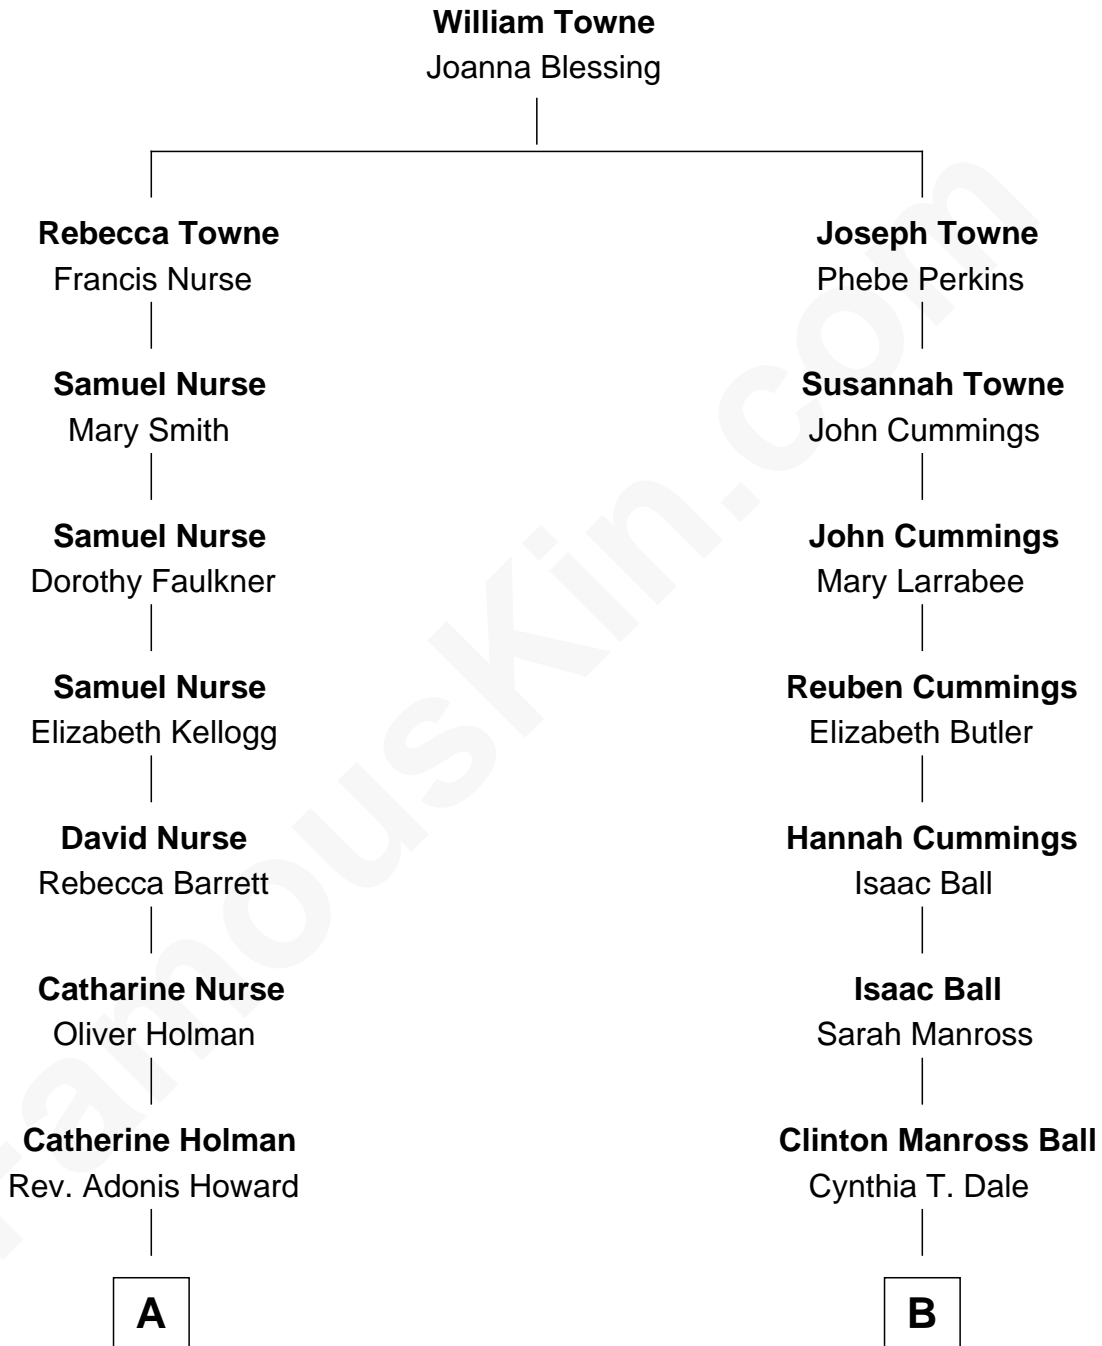 William Towne
Joanna Blessing
Rebecca Towne
Francis Nurse
Joseph Towne
Phebe Perkins
Samuel Nurse
Mary Smith
Susannah Towne
John Cummings
Samuel Nurse
Dorothy Faulkner
John Cummings
Mary Larrabee
Samuel Nurse
Elizabeth Kellogg
Reuben Cummings
Elizabeth Butler
David Nurse
Rebecca Barrett
Hannah Cummings
Isaac Ball
Catharine Nurse
Oliver Holman
Isaac Ball
Sarah Manross
Catherine Holman
Rev. Adonis Howard
Clinton Manross Ball
Cynthia T. Dale
A
B
FamousKin.com